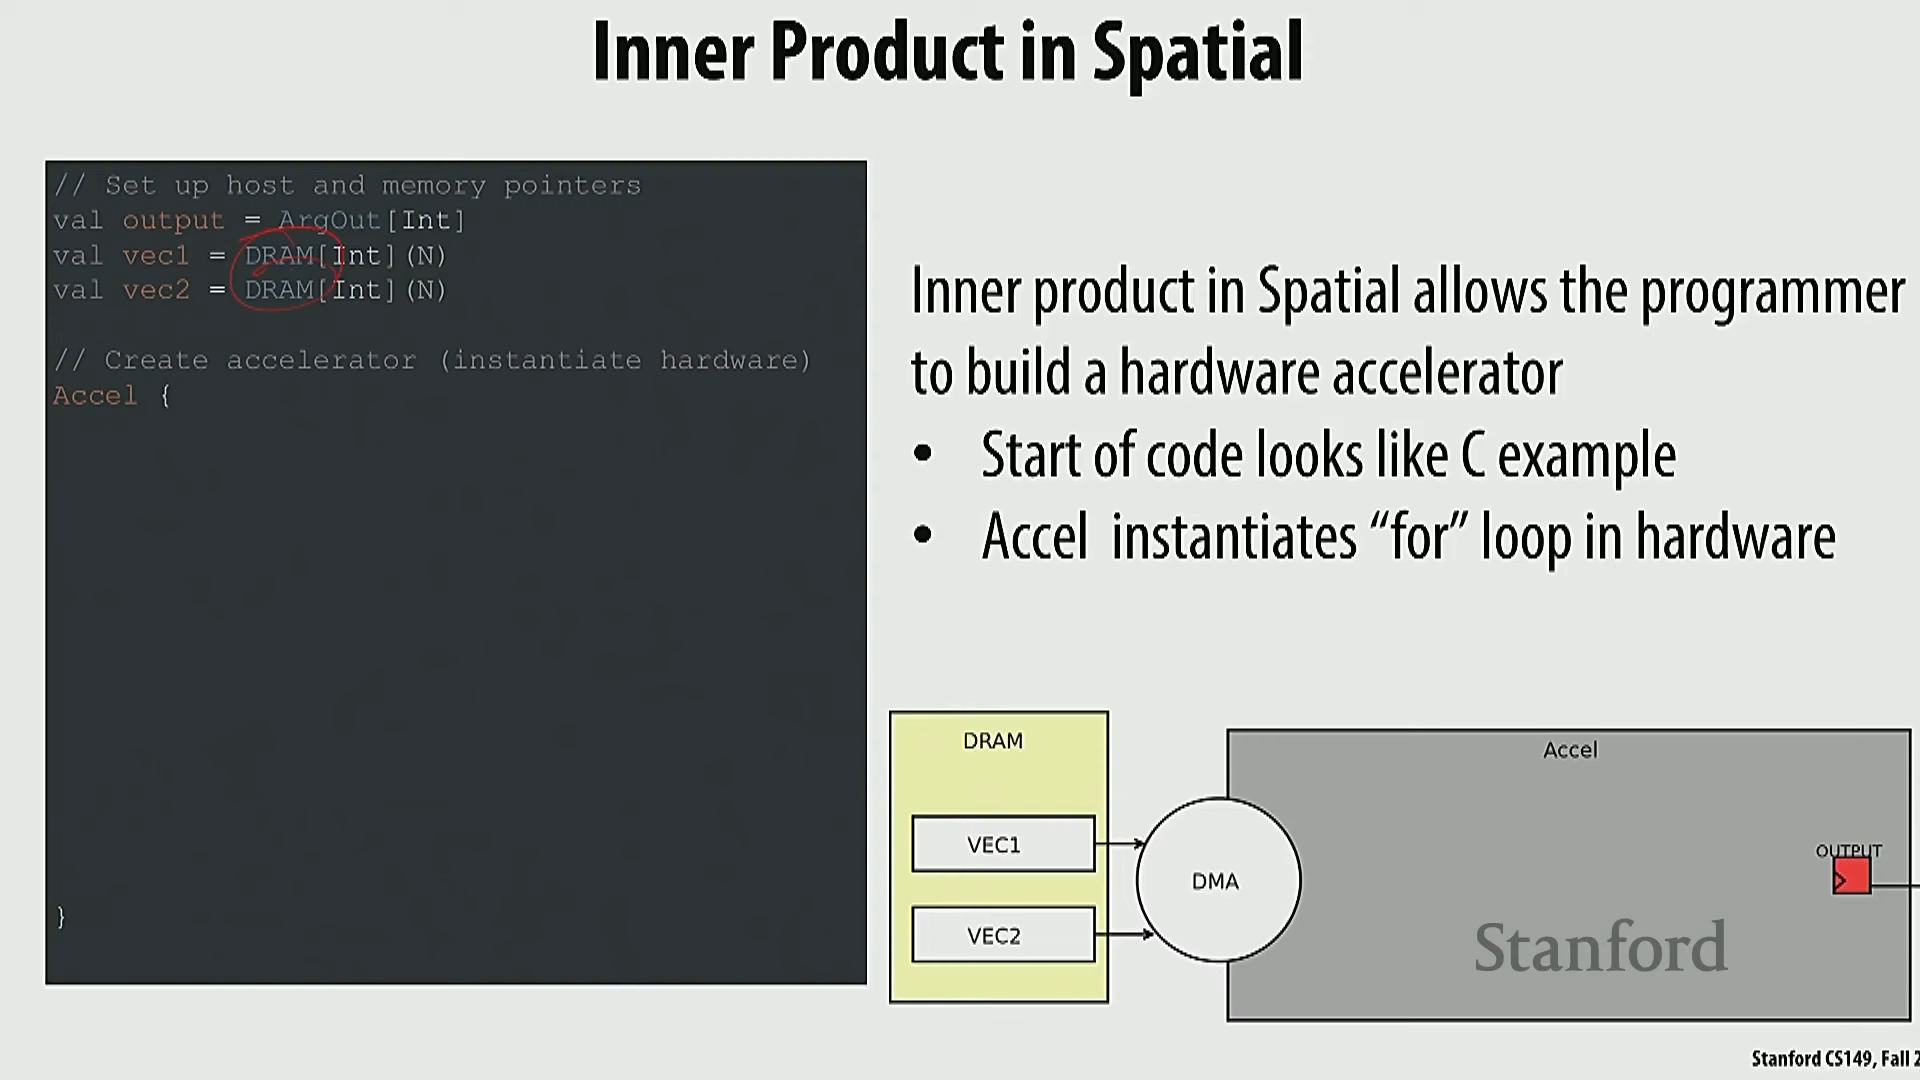 Inner Product in Spatial
// Set up host and memory pointers
val output = ArgOut[Int]
val vec1 = DRAM[Int](N)
val vec2 = DRAM[Int](N)
// Create accelerator (instantiate hardware)
Accel {
}
Inner product in Spatial allows the programmer
to build a hardware accelerator
• Start of code looks like C example
• Accel instantiates “for” loop in hardware
DRAM
VEC1
VEC2
DMA
Accel
OUTPUT
Stanford
Stanford CS149, Fall 2